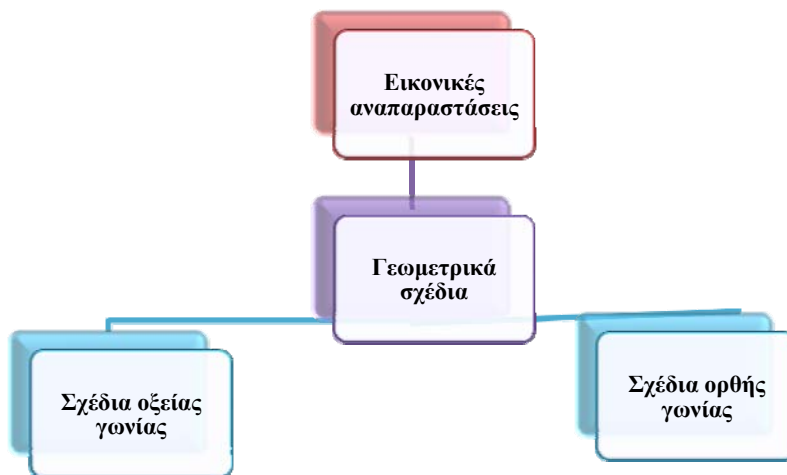 Εικονικές
αναπαραστάσεις
Γεωμετρικά
σχέδια
Σχέδια οξείας
γωνίας
Σχέδια ορθής
γωνίας